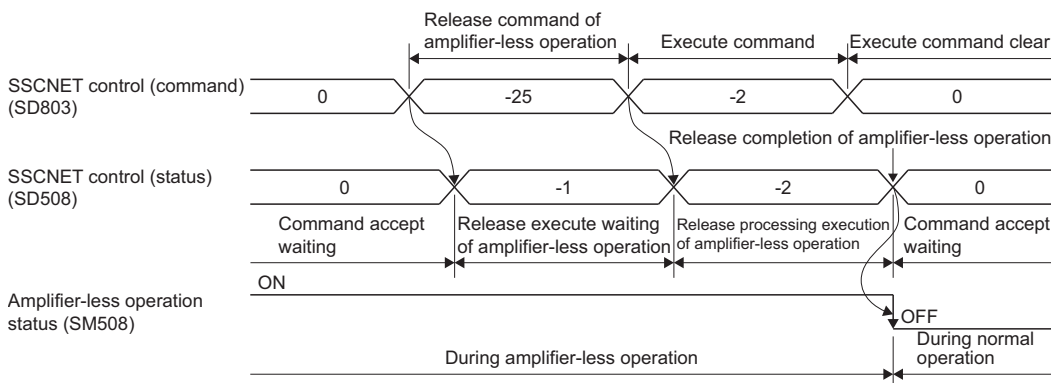 Release command of
amplifier-less operation
Execute command
Execute command clear
SSCNET control (command)
(SD803)
0
-25
-2
0
Release completion of amplifier-less operation
SSCNET control (status)
(SD508)
0
-1
-2
0
Command accept
waiting
Release execute waiting
of amplifier-less operation
Release processing execution
of amplifier-less operation
Command accept
waiting
ON
Amplifier-less operation
status (SM508)
OFF
During amplifier-less operation
During normal
operation